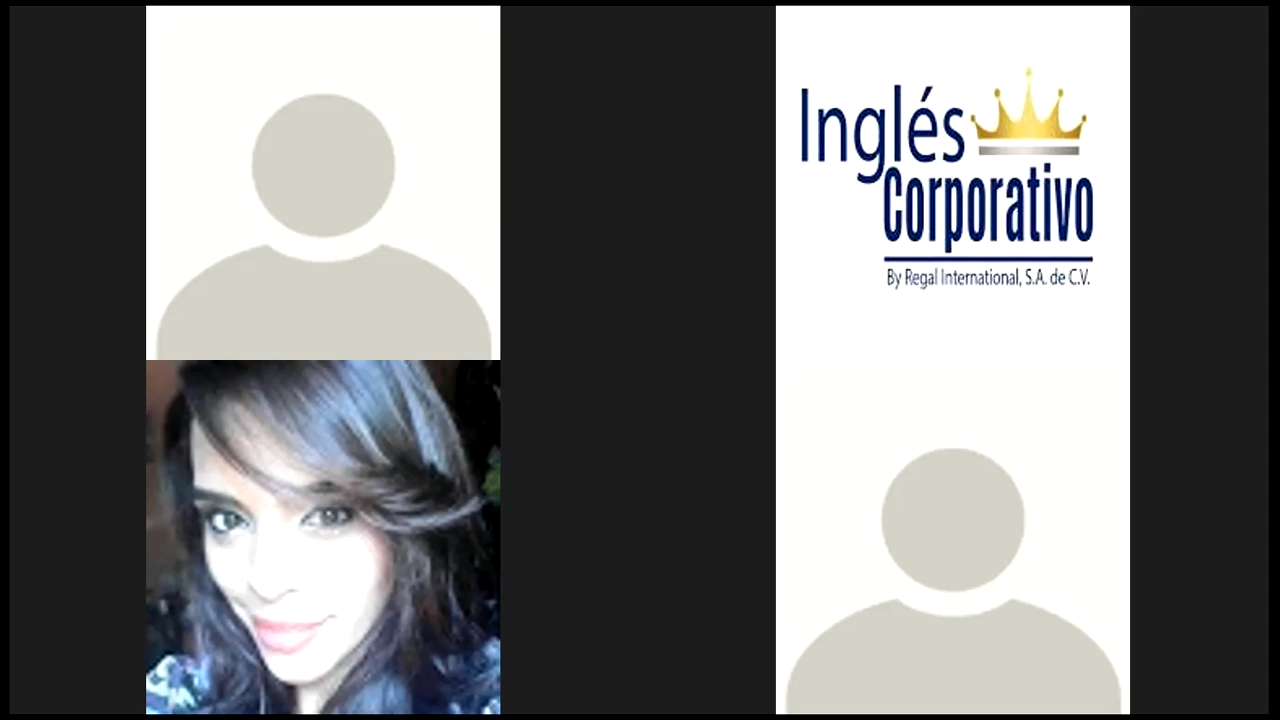 Inglés
Corporativo
By Regal International, S.A. de C.V.